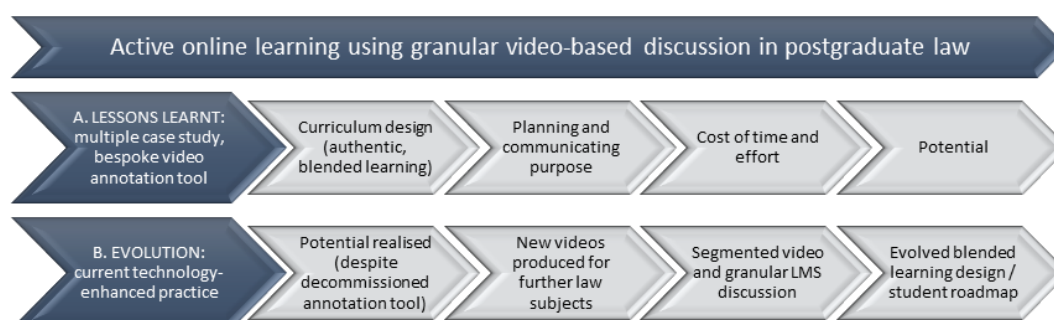 Active online learning using granular video-based discussion in postgraduate law
A. LESSONS LEARNT:
multiple case study,
bespoke video
annotation tool
Curriculum design
(authentic,
blended learning)
Planning and
communicating
purpose
Cost of time and
effort
Potential
B. EVOLUTION:
current technology-
enhanced practice
Potential realised
(despite
decommissioned
annotation tool)
New videos
produced for
further law
subjects
Segmented video
and granular LMS
discussion
Evolved blended
learning design /
student roadmap